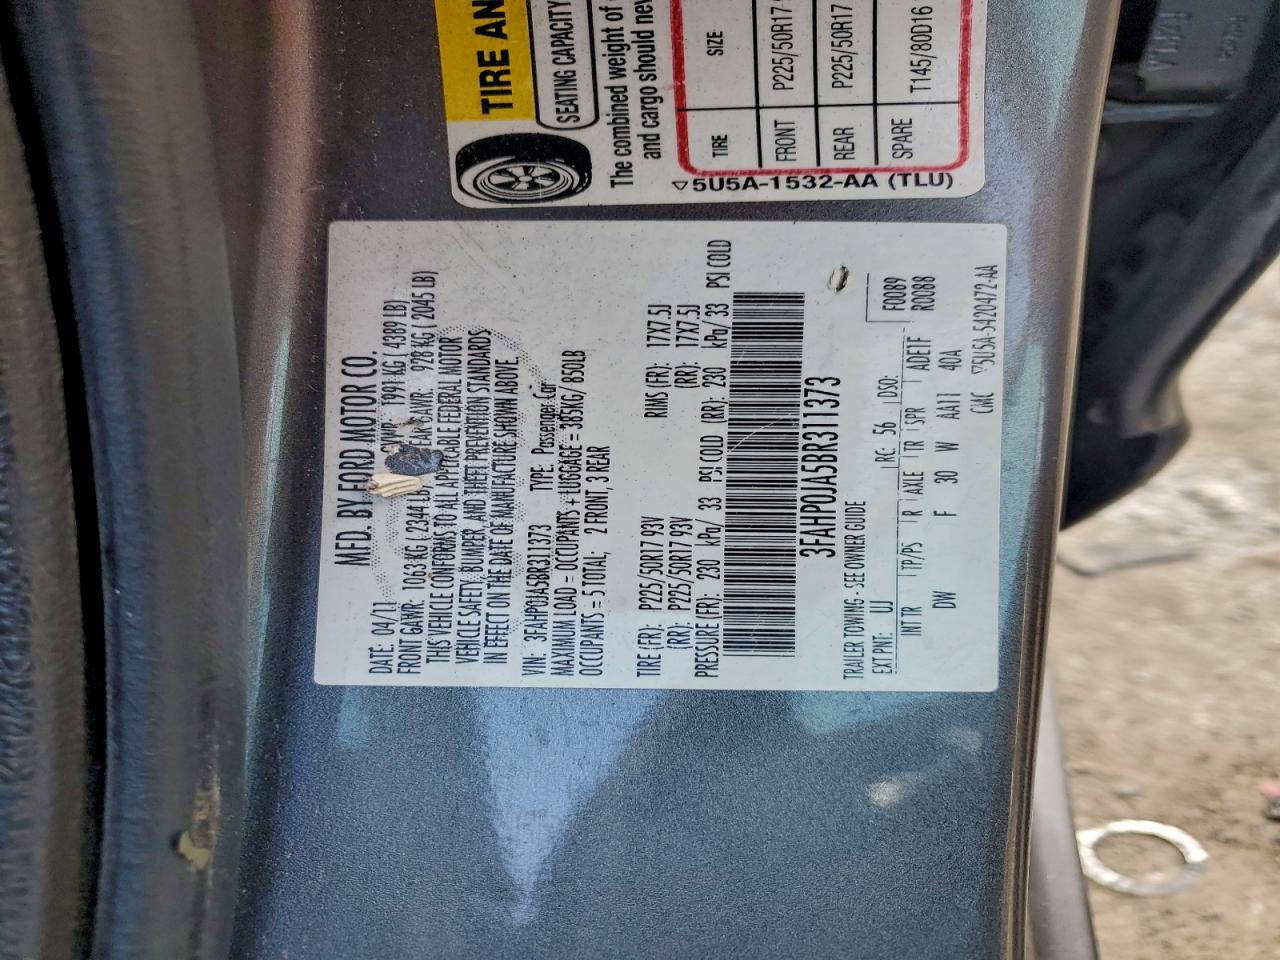 MFD. BY FORD MOTOR CO.
DATE: 04/11 GVWR: 1991 KG ( 4389 LB)
FRONT GAWR: 1063 KG ( 2344 LB REAR GAWR: 928 KG ( 2045 LB)
THIS VEHICLE CONFORMS TO ALL APPLICABLE FEDERAL MOTOR
VEHICLE SAFETY, BUMPER, AND THEFT PREVENTION STANDARDS
IN EFFECT ON THE DATE OF MANUFACTURE SHOWN ABOVE.
VIN: 3FAHP0JA5BR311373 TYPE: Passenger Car
MAXIMUM LOAD = OCCUPANTS + LUGGAGE = 385KG/ 850LB
OCCUPANTS = 5 TOTAL; 2 FRONT, 3 REAR
TIRE (FR): P225/50R17 93V RIMS (FR): 17X7.5J
(RR): P225/50R17 93V (RR): 17X7.5J
PRESSURE (FR): 230 kPa/ 33 PSI COLD (RR): 230 kPa/ 33 PSI COLD
3FAHP0JA5BR311373
TRAILER TOWING - SEE OWNER GUIDE
EXT PNT: UJ RC: 56 DSO: F0089
R0088
INT TR TP/PS R AXLE TR SPR ADETF
DW F 30 W AA11 40A
CMC ▽5U5A-5420472-AA
TIRE AN
SEATING CAPACITY
The combined weight of
and cargo should nev
TIRE SIZE
FRONT P225/50R17
REAR P225/50R17
SPARE T145/80D16
▽5U5A-1532-AA (TLU)